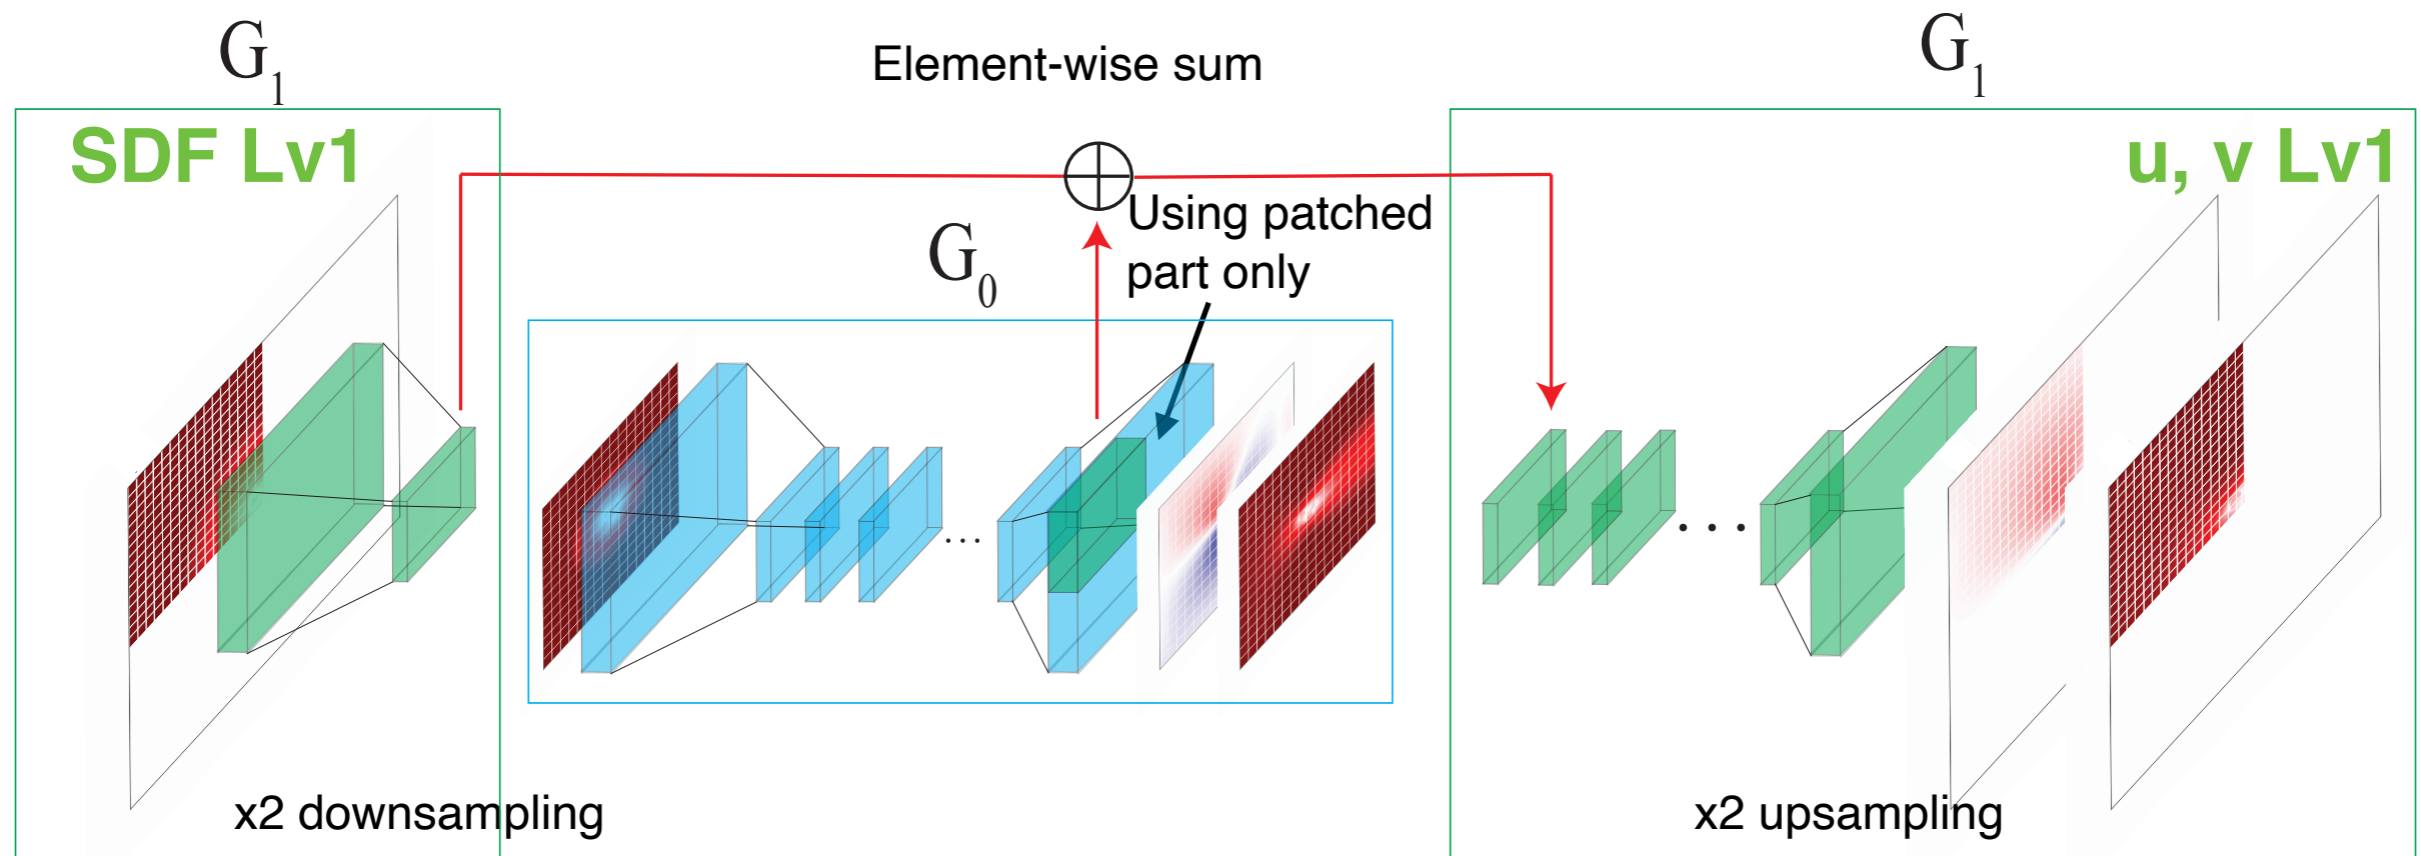 G1
Element-wise sum
G1
SDF Lv1
u, v Lv1
Using patched
part only
G0
...
...
x2 downsampling
x2 upsampling